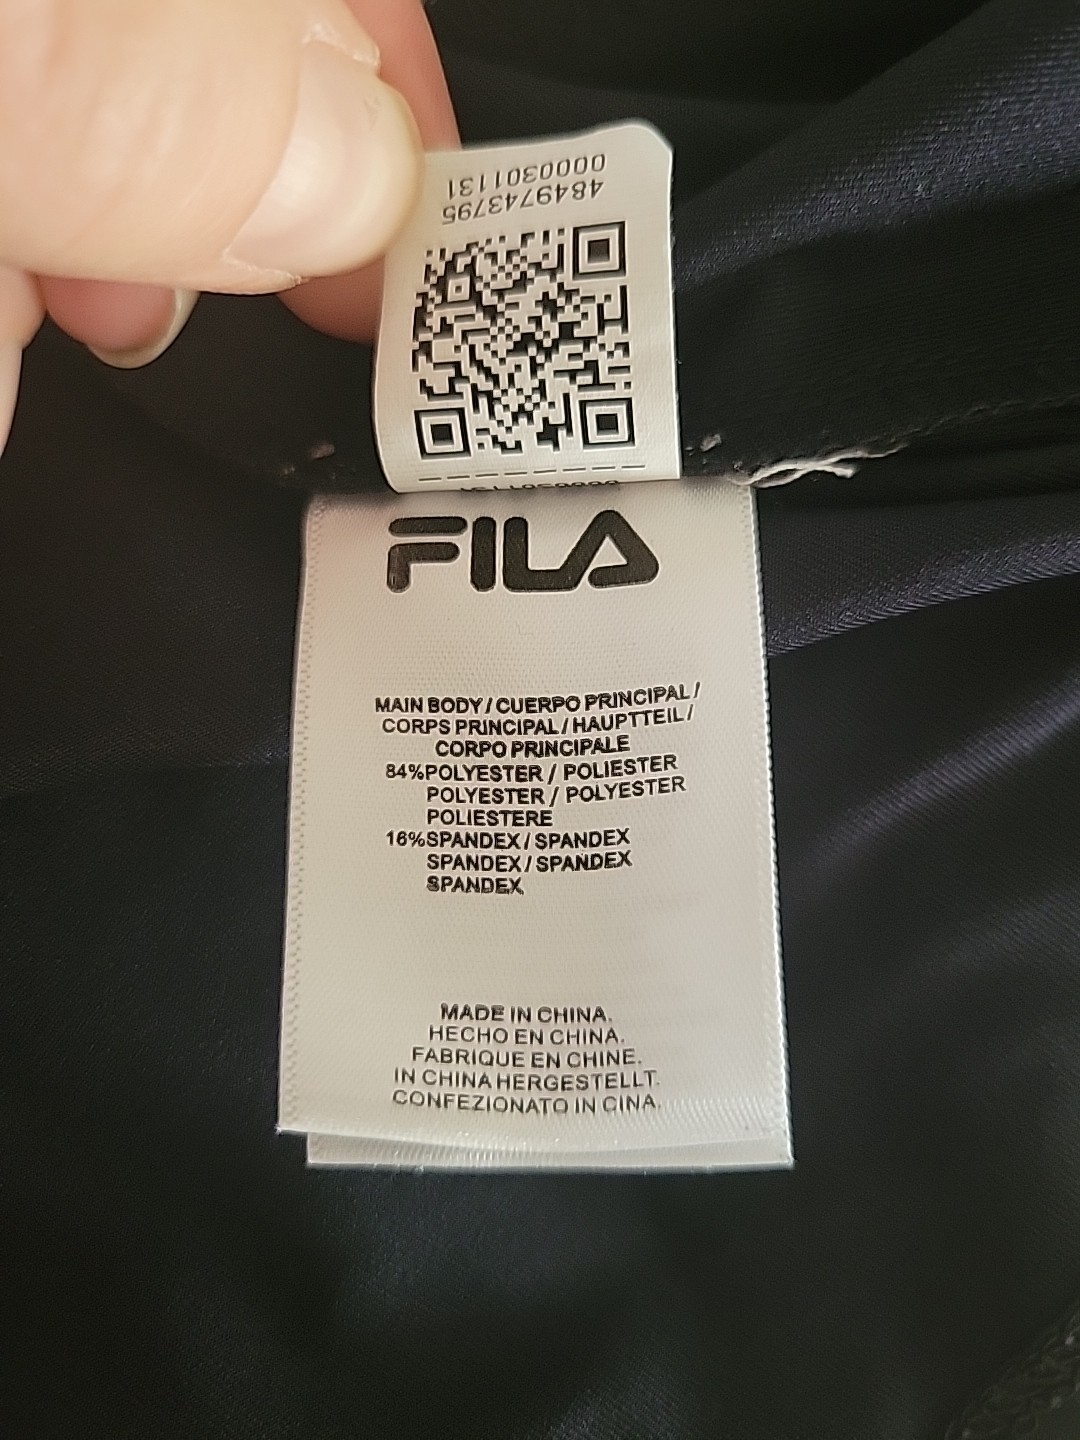 4849743795
0000301131
0000301131
FILA
MAIN BODY / CUERPO PRINCIPAL /
CORPS PRINCIPAL / HAUPTTEIL /
CORPO PRINCIPALE
84%POLYESTER / POLIESTER
POLYESTER / POLYESTER
POLIESTERE
16%SPANDEX / SPANDEX
SPANDEX / SPANDEX
SPANDEX
MADE IN CHINA.
HECHO EN CHINA.
FABRIQUE EN CHINE.
IN CHINA HERGESTELLT.
CONFEZIONATO IN CINA.